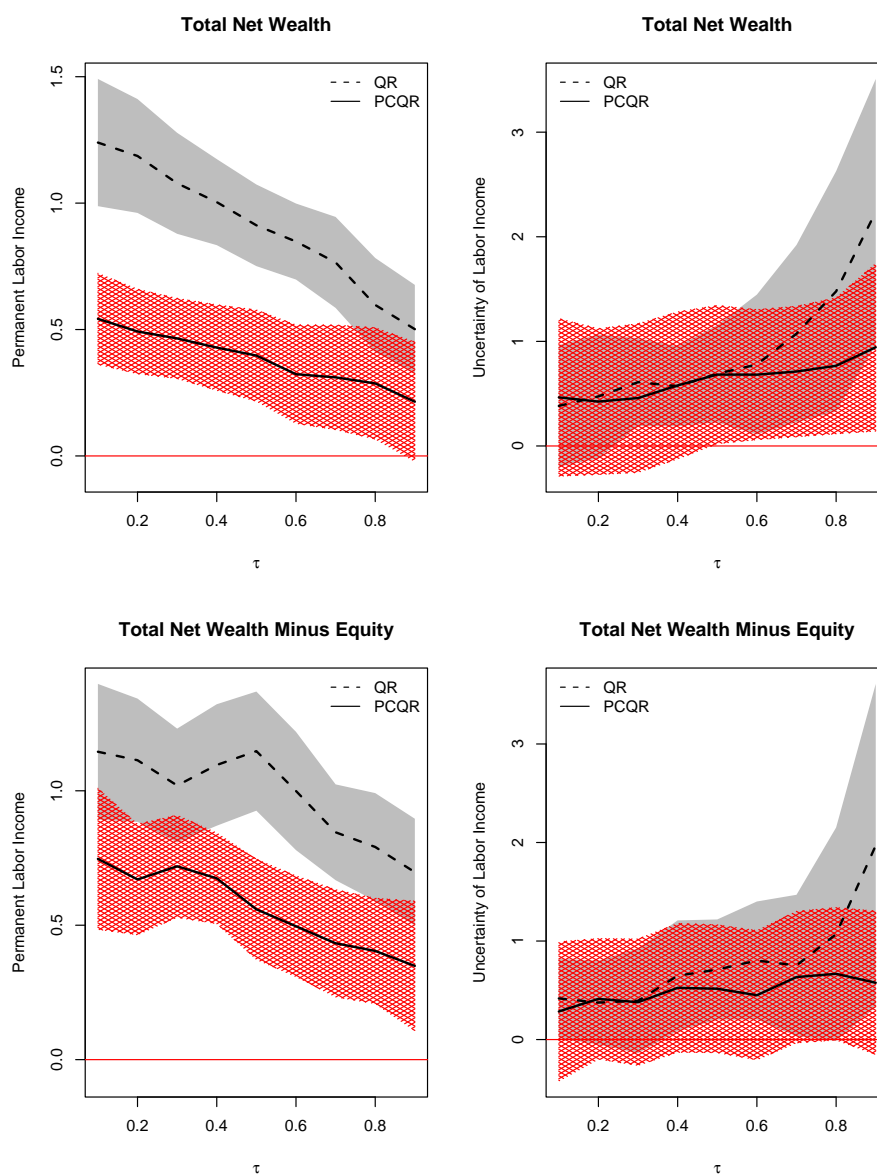 Total Net Wealth
QR
PCQR
Permanent Labor Income
0.0
0.5
1.0
1.5
0.2
0.4
0.6
0.8
τ
Total Net Wealth
QR
PCQR
Uncertainty of Labor Income
0
1
2
3
0.2
0.4
0.6
0.8
τ
Total Net Wealth Minus Equity
QR
PCQR
Permanent Labor Income
0.0
0.5
1.0
0.2
0.4
0.6
0.8
τ
Total Net Wealth Minus Equity
QR
PCQR
Uncertainty of Labor Income
0
1
2
3
0.2
0.4
0.6
0.8
τ